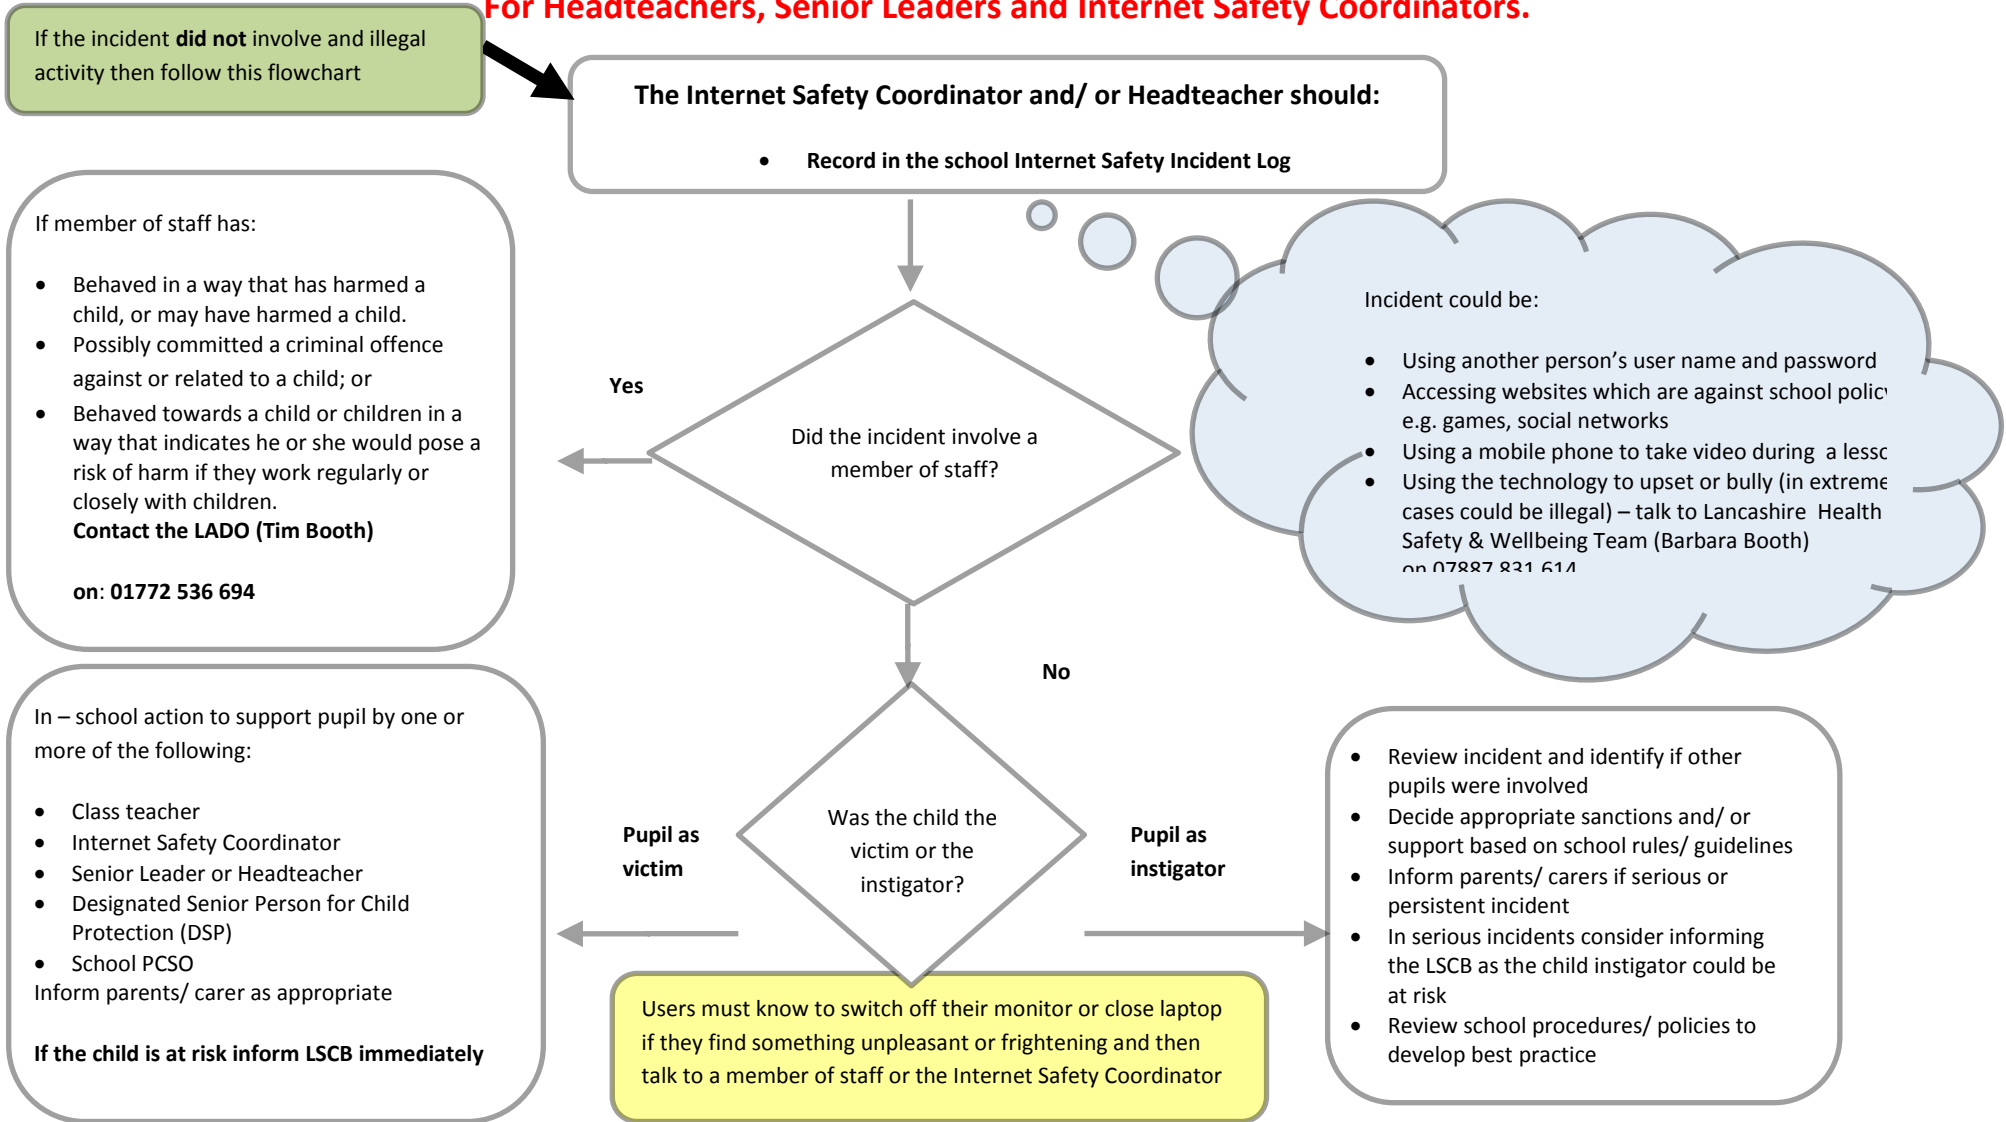 For Headteachers, Senior Leaders and Internet Safety Coordinators.
If the incident did not involve and illegal
activity then follow this flowchart
The Internet Safety Coordinator and/ or Headteacher should:
• Record in the school Internet Safety Incident Log
If member of staff has:
• Behaved in a way that has harmed a
child, or may have harmed a child.
• Possibly committed a criminal offence
against or related to a child; or
• Behaved towards a child or children in a
way that indicates he or she would pose a
risk of harm if they work regularly or
closely with children.
Contact the LADO (Tim Booth)
on: 01772 536 694
Yes
Did the incident involve a
member of staff?
Incident could be:
• Using another person’s user name and password
• Accessing websites which are against school policy
e.g. games, social networks
• Using a mobile phone to take video during a lesso
• Using the technology to upset or bully (in extreme
cases could be illegal) – talk to Lancashire Health
Safety & Wellbeing Team (Barbara Booth)
on 07887 831 614
No
In – school action to support pupil by one or
more of the following:
• Class teacher
• Internet Safety Coordinator
• Senior Leader or Headteacher
• Designated Senior Person for Child
Protection (DSP)
• School PCSO
Inform parents/ carer as appropriate
If the child is at risk inform LSCB immediately
Pupil as
victim
Was the child the
victim or the
instigator?
Pupil as
instigator
• Review incident and identify if other
pupils were involved
• Decide appropriate sanctions and/ or
support based on school rules/ guidelines
• Inform parents/ carers if serious or
persistent incident
• In serious incidents consider informing
the LSCB as the child instigator could be
at risk
• Review school procedures/ policies to
develop best practice
Users must know to switch off their monitor or close laptop
if they find something unpleasant or frightening and then
talk to a member of staff or the Internet Safety Coordinator